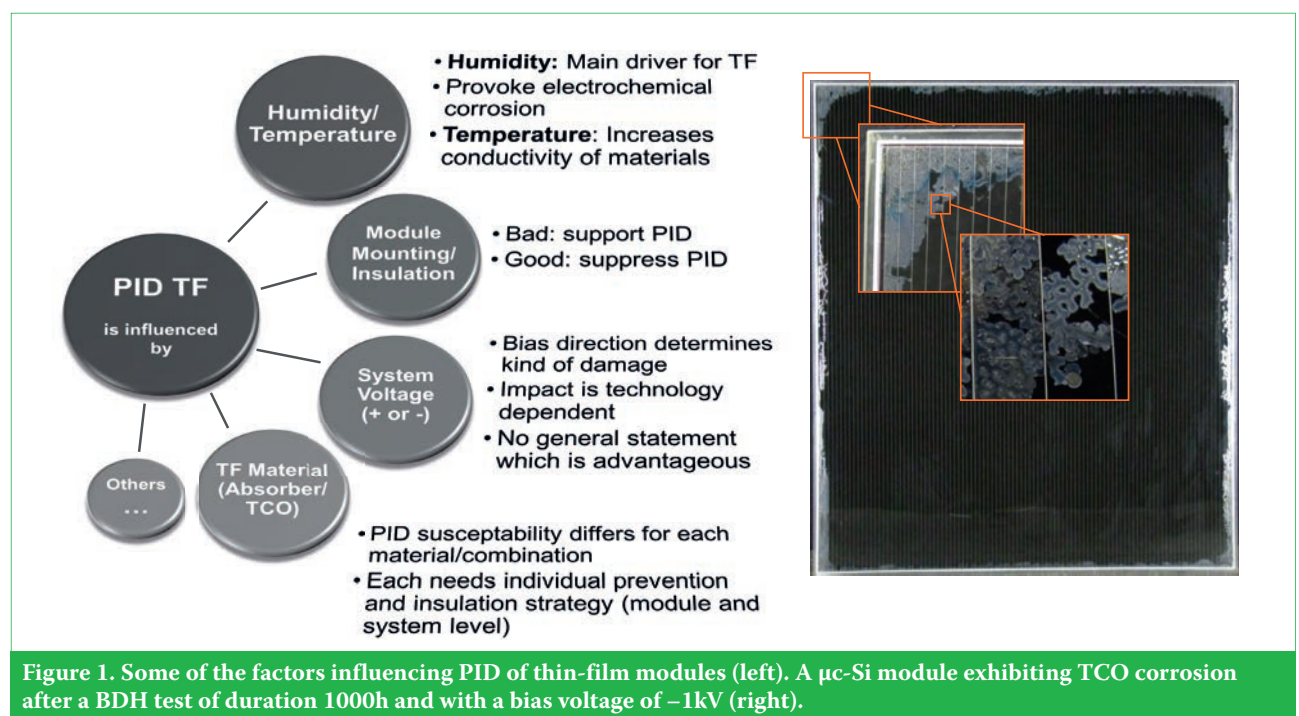 Humidity/
Temperature
• Humidity: Main driver for TF
• Provoke electrochemical
corrosion
• Temperature: Increases
conductivity of materials
Module
Mounting/
Insulation
• Bad: support PID
• Good: suppress PID
PID TF
is influenced
by
System
Voltage
(+ or -)
• Bias direction determines
kind of damage
• Impact is technology
dependent
• No general statement
which is advantageous
TF Material
(Absorber/
TCO)
• PID susceptability differs for each
material/combination
• Each needs individual prevention
and insulation strategy (module and
system level)
Others
...
Figure 1. Some of the factors influencing PID of thin-film modules (left). A µc-Si module exhibiting TCO corrosion
after a BDH test of duration 1000h and with a bias voltage of –1kV (right).